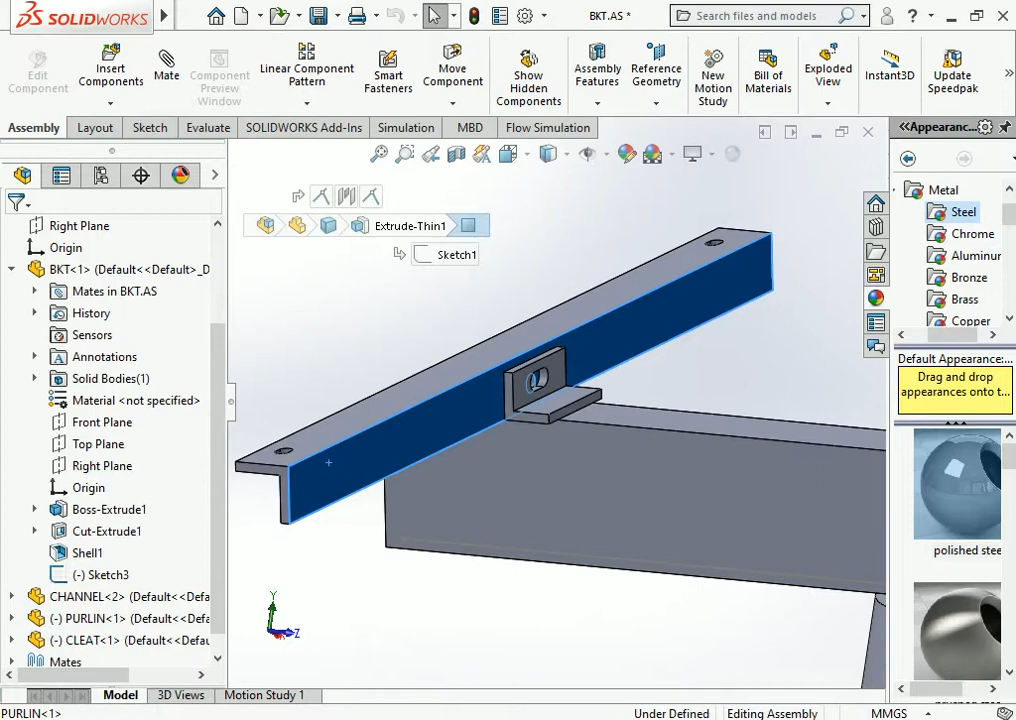 SOLIDWORKS
BKT.AS *
Search files and models
Edit Component
Insert Components
Mate
Component Preview Window
Linear Component Pattern
Smart Fasteners
Move Component
Show Hidden Components
Assembly Features
Reference Geometry
New Motion Study
Bill of Materials
Exploded View
Instant3D
Update Speedpak
Assembly
Layout
Sketch
Evaluate
SOLIDWORKS Add-Ins
Simulation
MBD
Flow Simulation
Right Plane
Origin
BKT<1> (Default<<Default>_D
Mates in BKT.AS
History
Sensors
Annotations
Solid Bodies(1)
Material <not specified>
Front Plane
Top Plane
Right Plane
Origin
Boss-Extrude1
Cut-Extrude1
Shell1
(-) Sketch3
CHANNEL<2> (Default<<Defa
(-) PURLIN<1> (Default<<Def
(-) CLEAT<1> (Default<<Defau
Mates
Extrude-Thin1
Sketch1
Y
Z
<<Appearanc...
Metal
Steel
Chrome
Aluminur
Bronze
Brass
Copper
Default Appearance:...
Drag and drop
appearances onto t...
polished stee
Model
3D Views
Motion Study 1
PURLIN<1>
Under Defined
Editing Assembly
MMGS